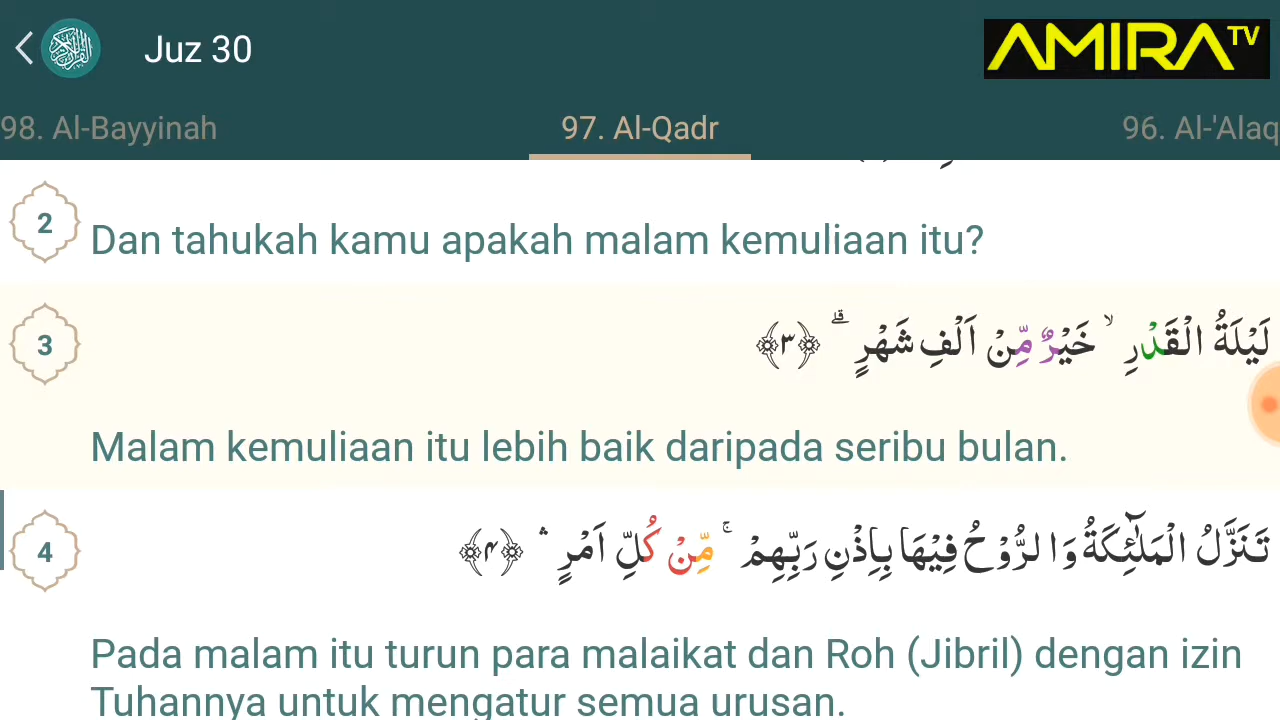 Juz 30
AMIRA TV
98. Al-Bayyinah
97. Al-Qadr
96. Al-'Alaq
2
Dan tahukah kamu apakah malam kemuliaan itu?
لَيْلَةُ الْقَدْرِ ۙ خَيْرٌ مِّنْ اَلْفِ شَهْرٍ ۗ ﴿٣﴾
3
Malam kemuliaan itu lebih baik daripada seribu bulan.
تَنَزَّلُ الْمَلٰۤئِكَةُ وَالرُّوْحُ فِيْهَا بِاِذْنِ رَبِّهِمْ ۚ مِّنْ كُلِّ اَمْرٍ ۛ ﴿۴﴾
4
Pada malam itu turun para malaikat dan Roh (Jibril) dengan izin
Tuhannya untuk mengatur semua urusan.